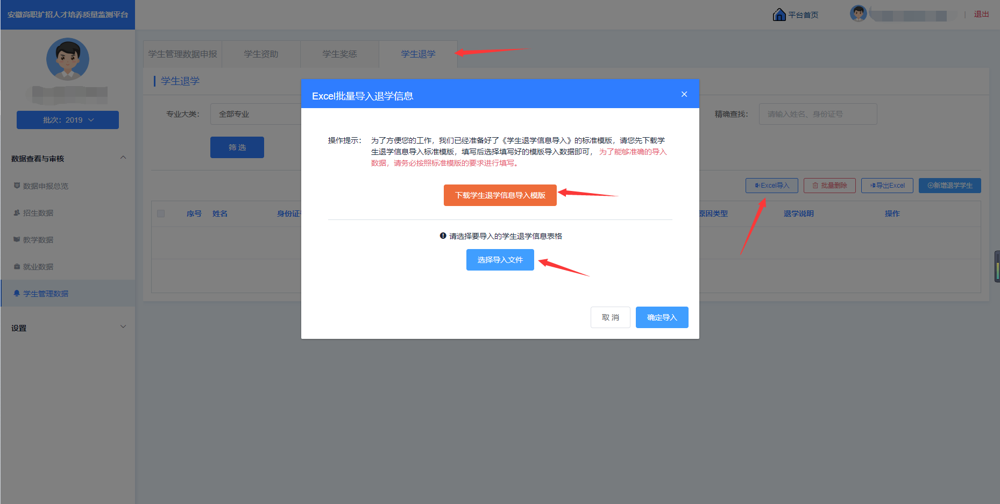 安徽高职扩招人才培养质量监测平台
平台首页
退出
批次：2019
数据查看与审核
数据申报总览
招生数据
教学数据
就业数据
学生管理数据
设置
学生管理数据申报
学生资助
学生奖惩
学生退学
学生退学
专业大类：
全部专业
精确查找：
请输入姓名、身份证号
筛 选
Excel导入
批量删除
导出Excel
新增退学学生
序号
姓名
身份证
原因类型
退学说明
操作
Excel批量导入退学信息
操作提示：
为了方便您的工作，我们已经准备好了《学生退学信息导入》的标准模版，请您先下载学
生退学信息导入标准模版，填写后选择填写好的模版导入数据即可， 为了能够准确的导入
数据，请务必按照标准模版的要求进行填写。
下载学生退学信息导入模版
请选择要导入的学生退学信息表格
选择导入文件
取 消
确定导入